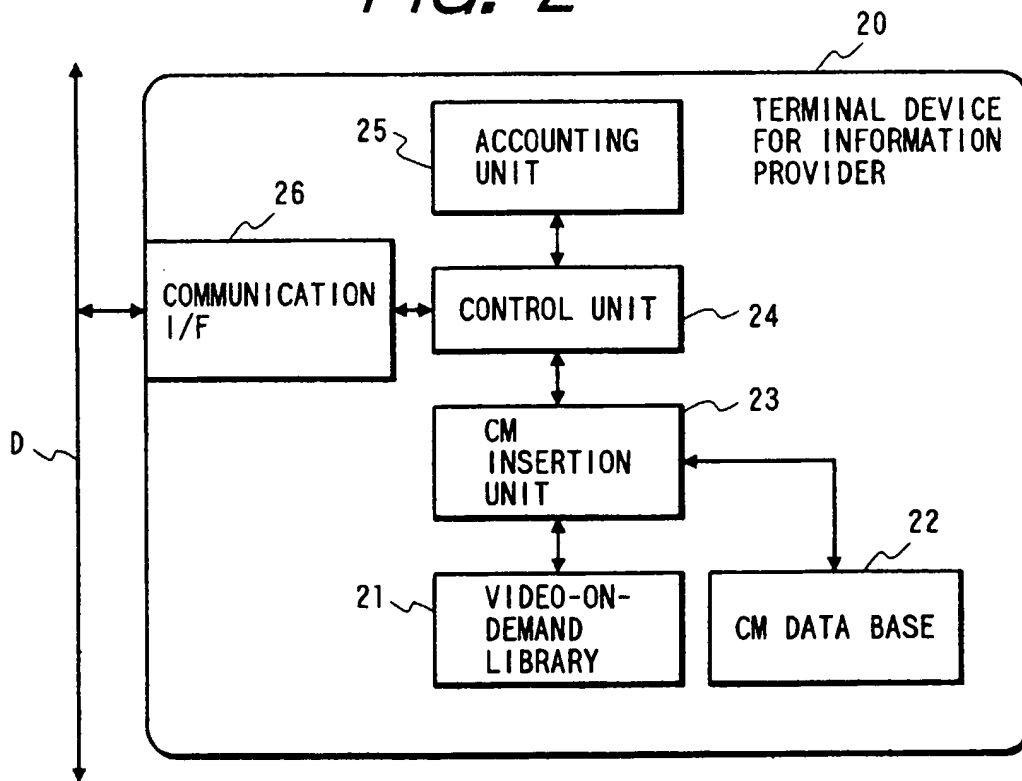 FIG. 2
20
TERMINAL DEVICE
FOR INFORMATION
PROVIDER
25
ACCOUNTING
UNIT
26
COMMUNICATION
I/F
CONTROL UNIT
24
23
CM
INSERTION
UNIT
D
22
21
VIDEO-ON-
DEMAND
LIBRARY
CM DATA BASE